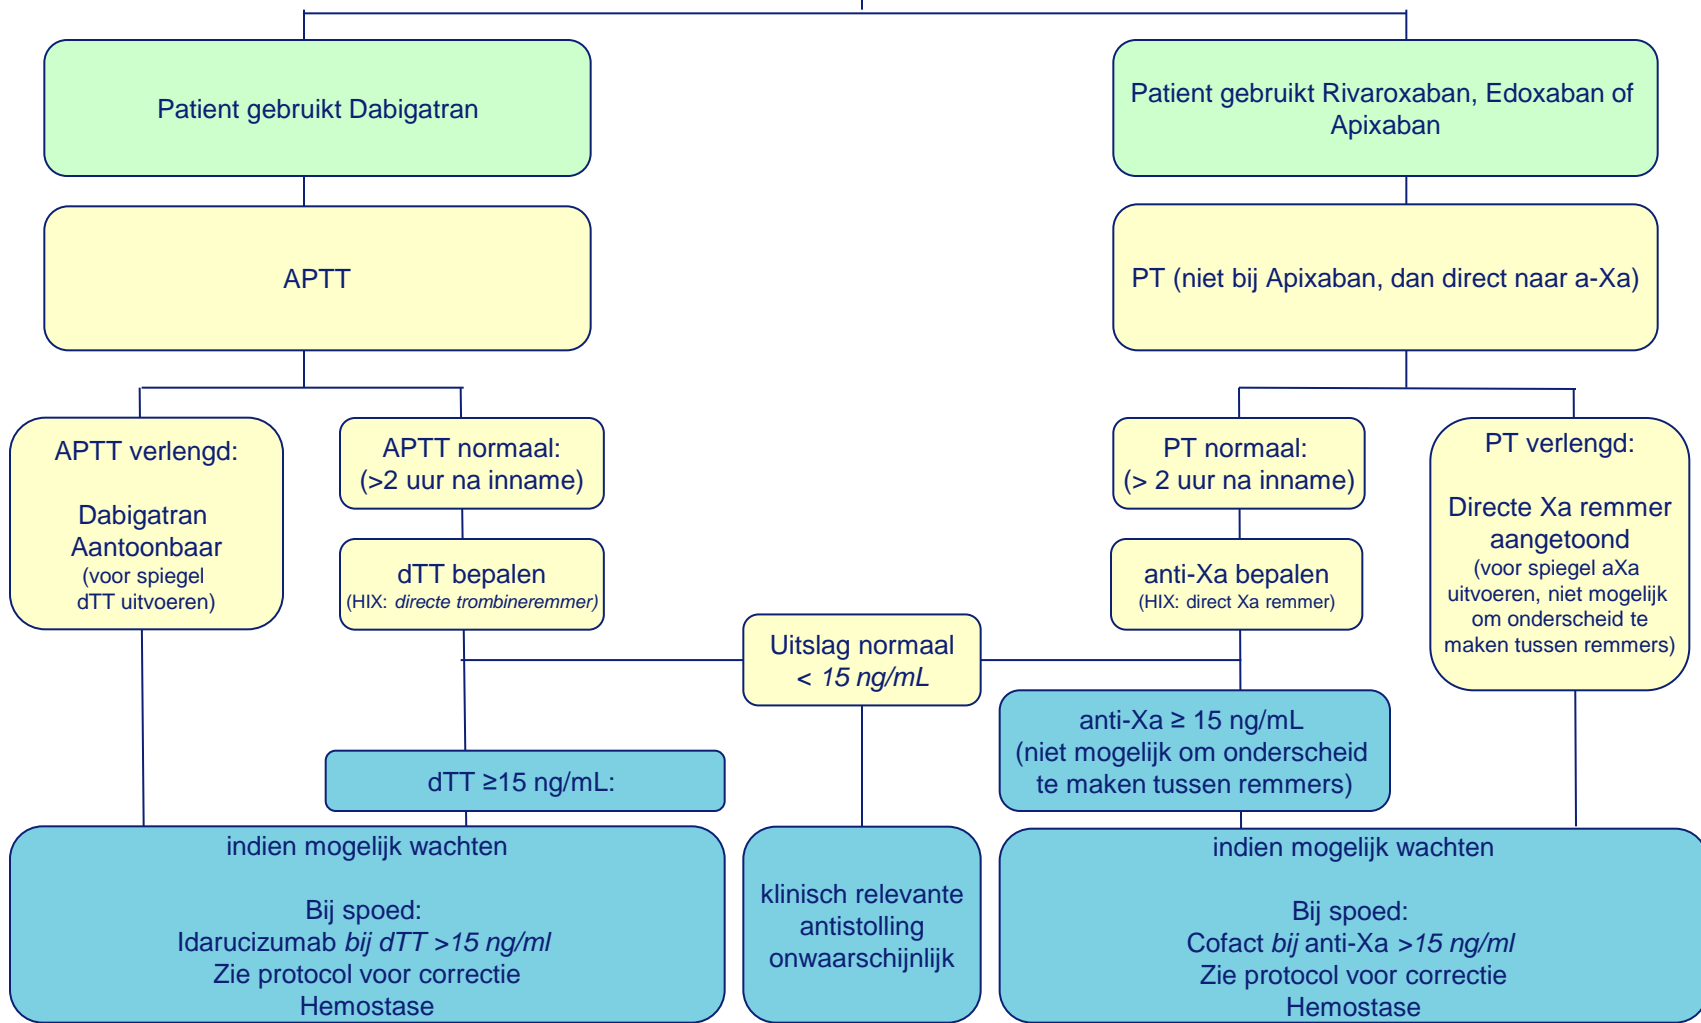 Patient gebruikt Dabigatran
Patient gebruikt Rivaroxaban, Edoxaban of
Apixaban
APTT
PT (niet bij Apixaban, dan direct naar a-Xa)
APTT verlengd:
Dabigatran
Aantoonbaar
(voor spiegel
dTT uitvoeren)
APTT normaal:
(>2 uur na inname)
PT normaal:
(> 2 uur na inname)
PT verlengd:
Directe Xa remmer
aangetoond
(voor spiegel aXa
uitvoeren, niet mogelijk
om onderscheid te
maken tussen remmers)
dTT bepalen
(HIX: directe trombineremmer)
anti-Xa bepalen
(HIX: direct Xa remmer)
Uitslag normaal
< 15 ng/mL
dTT ≥15 ng/mL:
anti-Xa ≥ 15 ng/mL
(niet mogelijk om onderscheid
te maken tussen remmers)
indien mogelijk wachten
Bij spoed:
Idarucizumab bij dTT >15 ng/ml
Zie protocol voor correctie
Hemostase
klinisch relevante
antistolling
onwaarschijnlijk
indien mogelijk wachten
Bij spoed:
Cofact bij anti-Xa >15 ng/ml
Zie protocol voor correctie
Hemostase